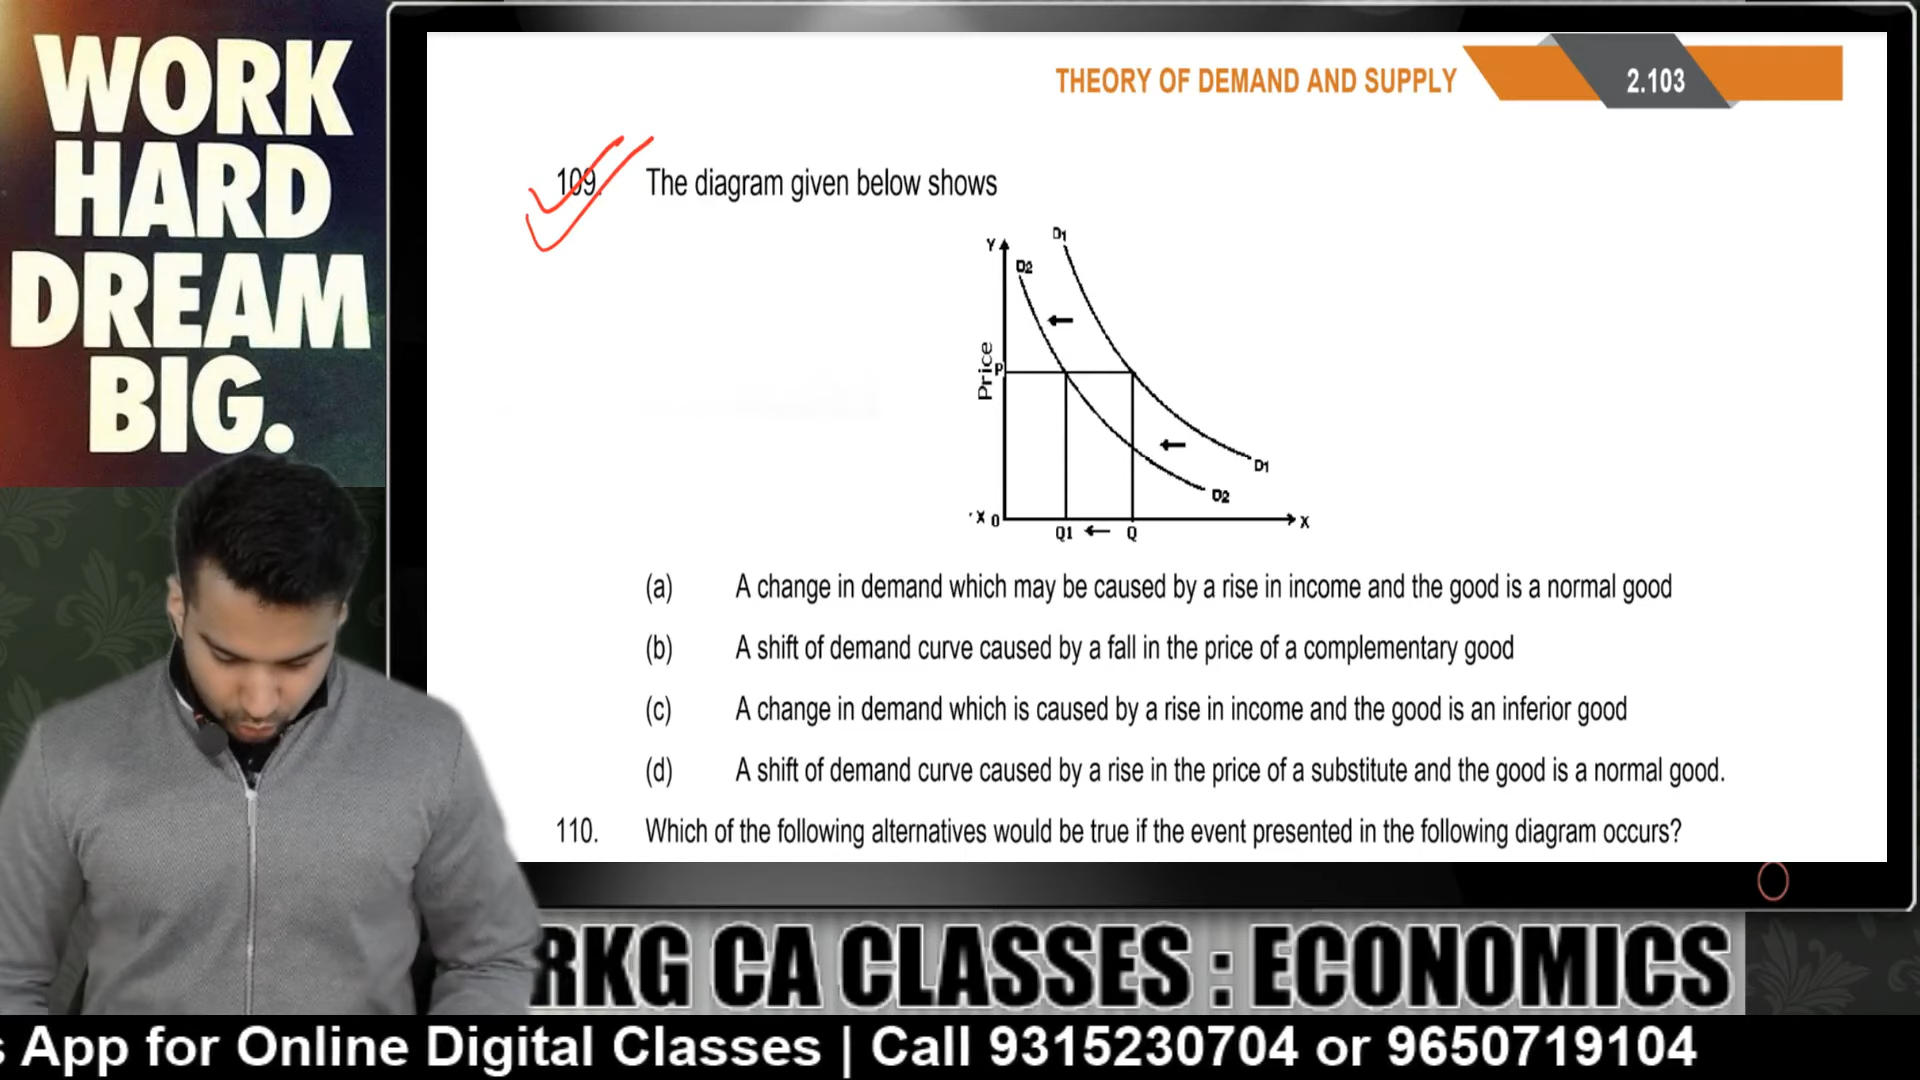 WORK
HARD
DREAM
BIG.
THEORY OF DEMAND AND SUPPLY 2.103
109. The diagram given below shows
Y
D1
D2
Price
P
D1
D2
X 0
X
Q1 Q
(a) A change in demand which may be caused by a rise in income and the good is a normal good
(b) A shift of demand curve caused by a fall in the price of a complementary good
(c) A change in demand which is caused by a rise in income and the good is an inferior good
(d) A shift of demand curve caused by a rise in the price of a substitute and the good is a normal good.
110. Which of the following alternatives would be true if the event presented in the following diagram occurs?
RKG CA CLASSES : ECONOMICS
s App for Online Digital Classes | Call 9315230704 or 9650719104